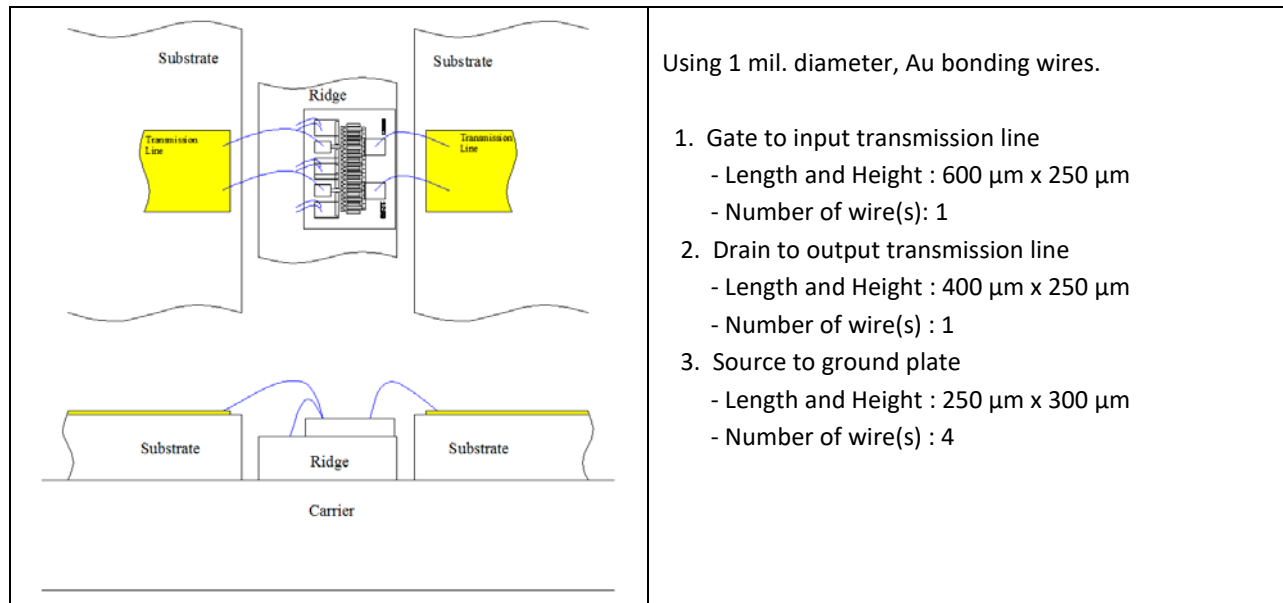 Substrate
Substrate
Ridge
Transmission
Line
Transmission
Line
Substrate
Ridge
Substrate
Carrier
Using 1 mil. diameter, Au bonding wires.
1. Gate to input transmission line
- Length and Height : 600 µm x 250 µm
- Number of wire(s): 1
2. Drain to output transmission line
- Length and Height : 400 µm x 250 µm
- Number of wire(s) : 1
3. Source to ground plate
- Length and Height : 250 µm x 300 µm
- Number of wire(s) : 4